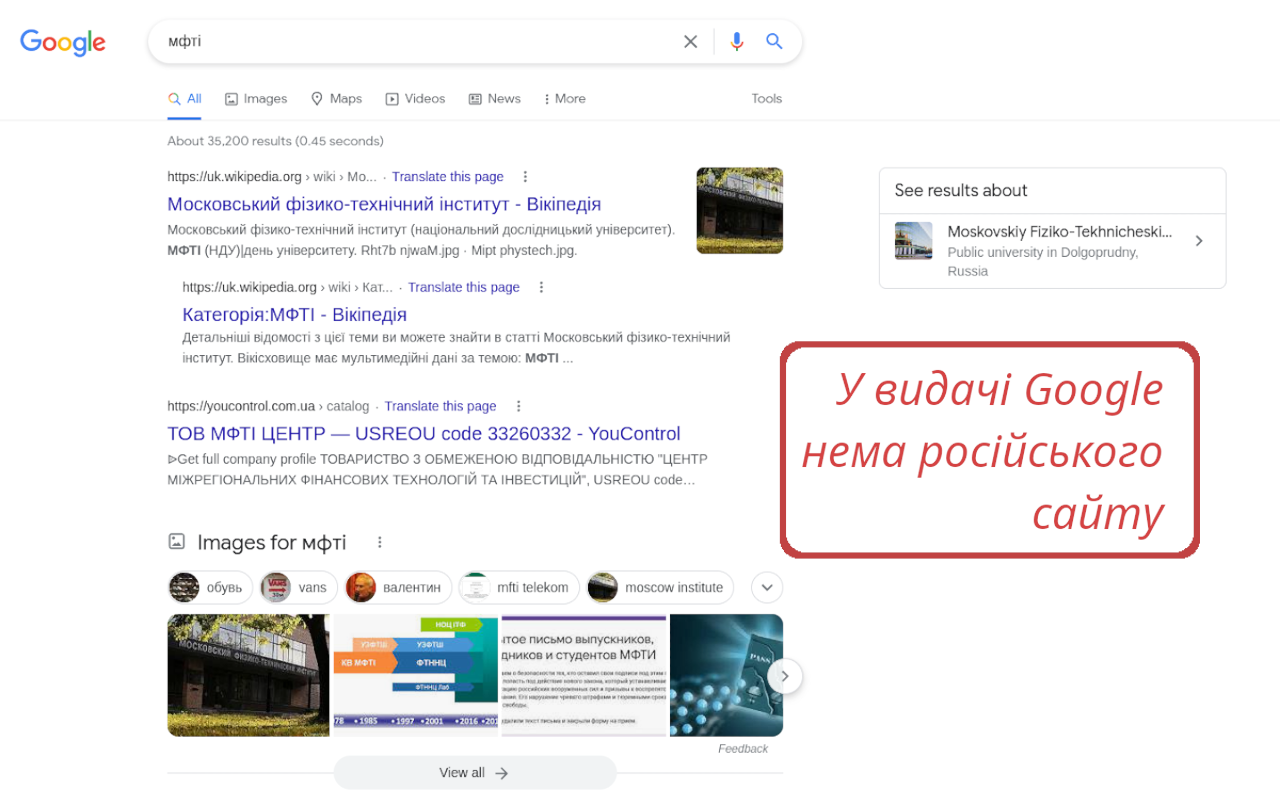 Google
мфті
All
Images
Maps
Videos
News
More
Tools
About 35,200 results (0.45 seconds)
https://uk.wikipedia.org › wiki › Мо... · Translate this page
Московський фізико-технічний інститут - Вікіпедія
Московський фізико-технічний інститут (національний дослідницький університет).
МФТІ (НДУ)|день університету. Rht7b njwaM.jpg · Mipt phystech.jpg.
https://uk.wikipedia.org › wiki › Кат... · Translate this page
Категорія:МФТІ - Вікіпедія
Детальніші відомості з цієї теми ви можете знайти в статті Московський фізико-технічний
інститут. Вікісховище має мультимедійні дані за темою: МФТІ ...
https://youcontrol.com.ua › catalog · Translate this page
ТОВ МФТІ ЦЕНТР — USREOU code 33260332 - YouControl
ᐉGet full company profile ТОВАРИСТВО З ОБМЕЖЕНОЮ ВІДПОВІДАЛЬНІСТЮ "ЦЕНТР
МІЖРЕГІОНАЛЬНИХ ФІНАНСОВИХ ТЕХНОЛОГІЙ ТА ІНВЕСТИЦІЙ", USREOU code…
See results about
Moskovskiy Fiziko-Tekhnicheski...
Public university in Dolgoprudny,
Russia
У видачі Google
нема російського
сайту
Images for мфті
обувь
vans
валентин
mfti telekom
moscow institute
МОСКОВСКИЙ ФИЗИКО-ТЕХНИЧЕСКИЙ ИНСТИТУТ
НОЦ ІТФ
УЗФТШ УЗФТШ
КВ МФТІ ФТННЦ
ФТННЦ Лаб
78 •1985 •1997 •2001 •2016
тое письмо выпускников,
дников и студентов МФТИ
PASS
Feedback
View all